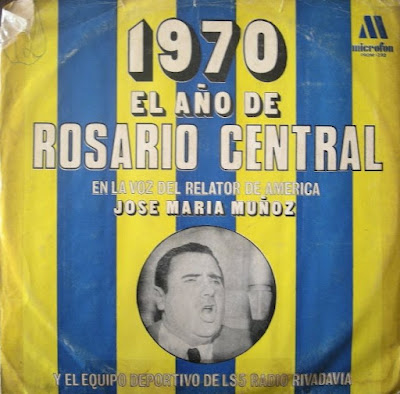 1970
M
microfon
EL AÑO DE
ROSARIO CENTRAL
EN LA VOZ DEL RELATOR DE AMERICA
JOSE MARIA MUÑOZ
Y EL EQUIPO DEPORTIVO DE LS5 RADIO RIVADAVIA